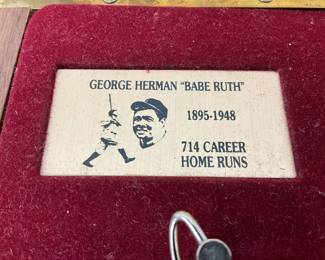 GEORGE HERMAN "BABE RUTH"
1895-1948
714 CAREER
HOME RUNS